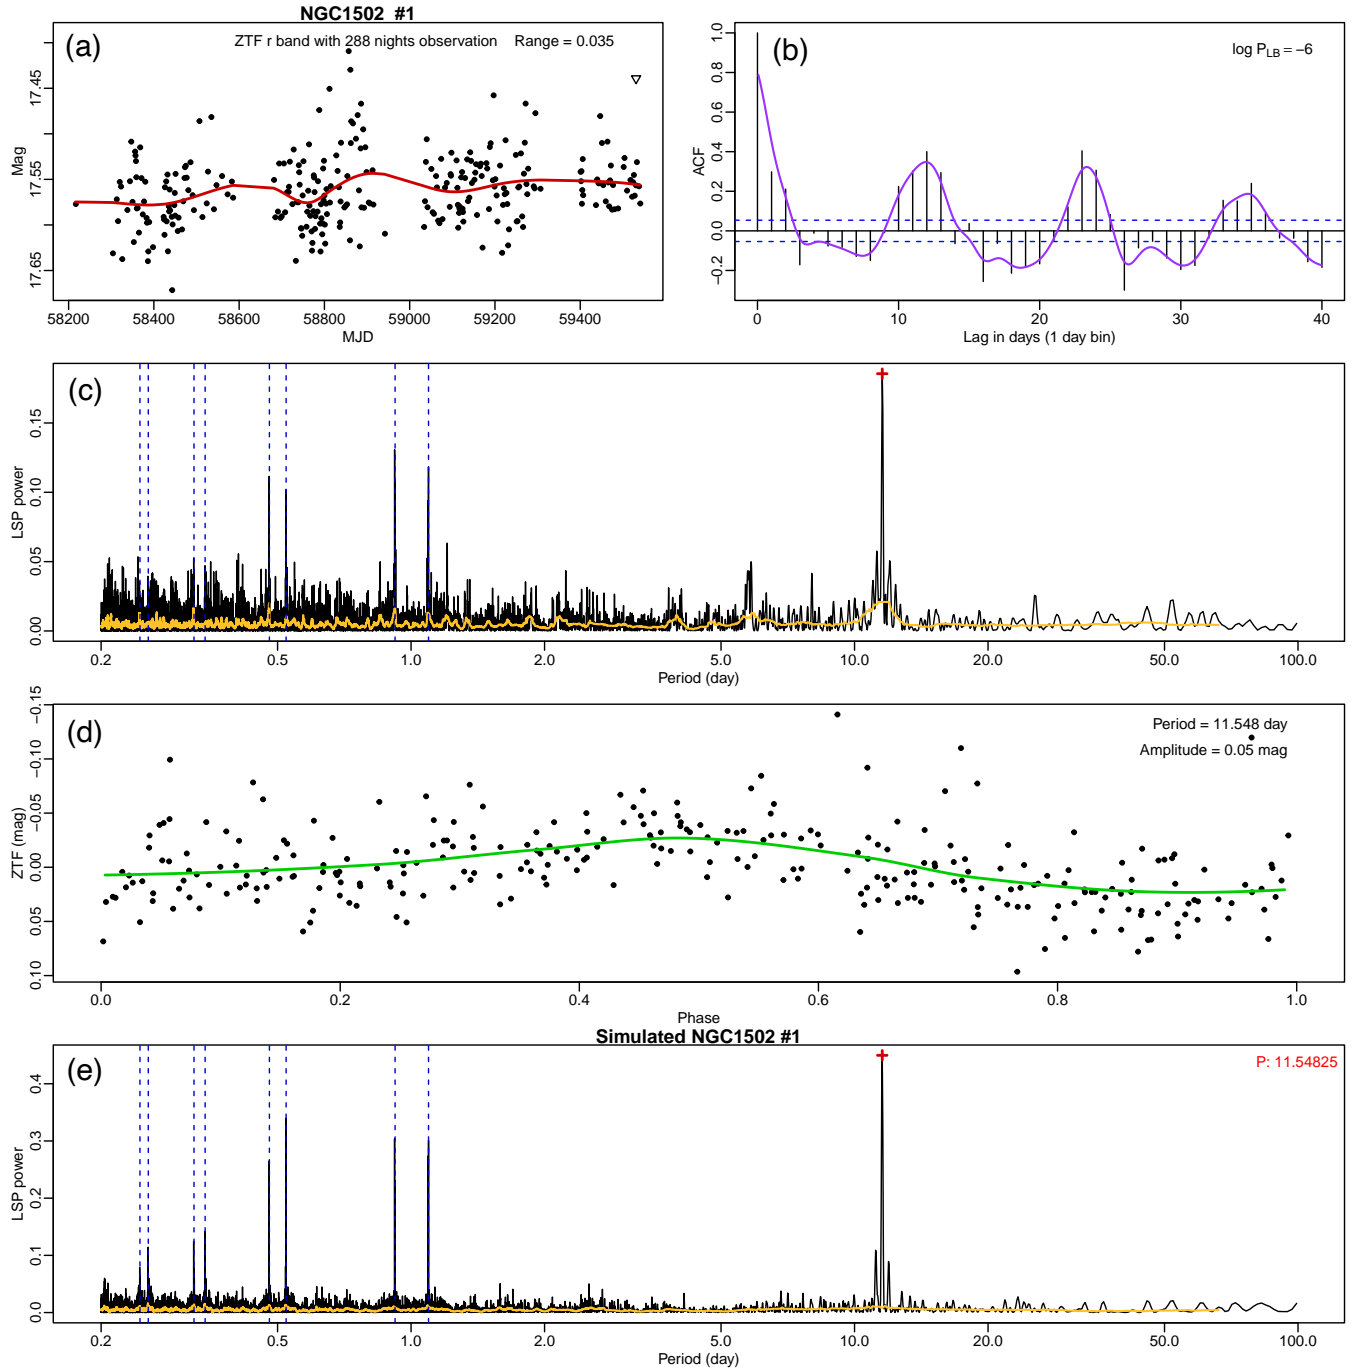 NGC1502 #1
(a)
ZTF r band with 288 nights observation Range = 0.035
Mag
17.45
17.55
17.65
58200 58400 58600 58800 59000 59200 59400
MJD
(b)
log P_LB = −6
ACF
1.0
0.8
0.6
0.4
0.2
0.0
−0.2
0 10 20 30 40
Lag in days (1 day bin)
(c)
LSP power
0.15
0.10
0.05
0.00
0.2 0.5 1.0 2.0 5.0 10.0 20.0 50.0 100.0
Period (day)
(d)
Period = 11.548 day
Amplitude = 0.05 mag
ZTF (mag)
−0.15
−0.10
−0.05
0.00
0.05
0.10
0.0 0.2 0.4 0.6 0.8 1.0
Phase
Simulated NGC1502 #1
(e)
P: 11.54825
LSP power
0.4
0.3
0.2
0.1
0.0
0.2 0.5 1.0 2.0 5.0 10.0 20.0 50.0 100.0
Period (day)